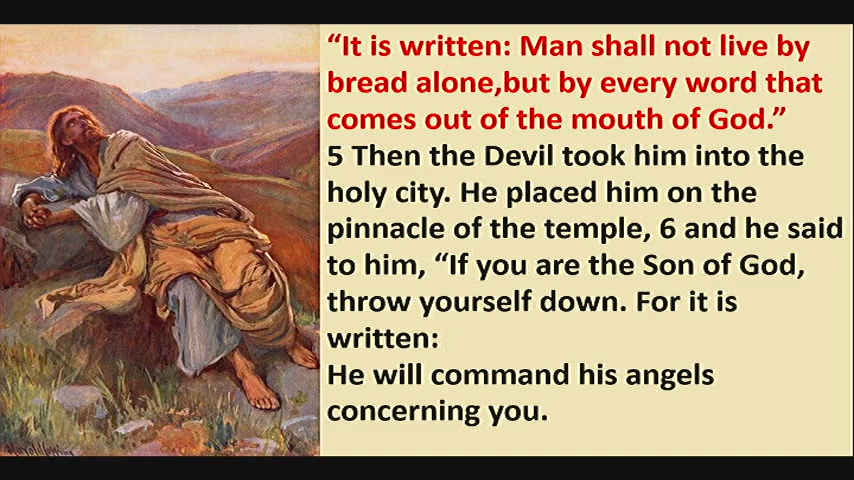 “It is written: Man shall not live by
bread alone,but by every word that
comes out of the mouth of God.”
5 Then the Devil took him into the
holy city. He placed him on the
pinnacle of the temple, 6 and he said
to him, “If you are the Son of God,
throw yourself down. For it is
written:
He will command his angels
concerning you.